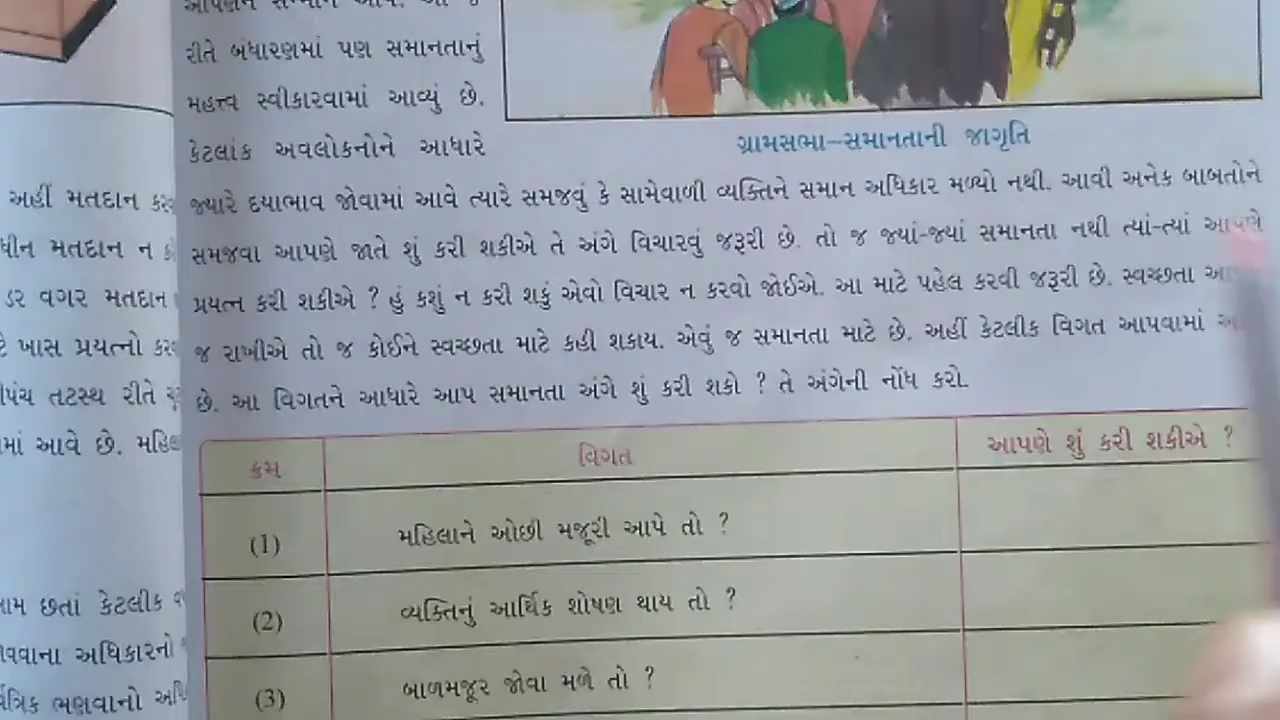 રીતે બંધારણમાં પણ સમાનતાનું
મહત્ત્વ સ્વીકારવામાં આવ્યું છે.
કેટલાંક અવલોકનોને આધારે
ગ્રામસભા-સમાનતાની જાગૃતિ
જ્યારે દયાભાવ જોવામાં આવે ત્યારે સમજવું કે સામેવાળી વ્યક્તિને સમાન અધિકાર મળ્યો નથી. આવી અનેક બાબતોને
સમજવા આપણે જાતે શું કરી શકીએ તે અંગે વિચારવું જરૂરી છે. તો જ જ્યાં-જ્યાં સમાનતા નથી ત્યાં-ત્યાં આપણે
પ્રયત્ન કરી શકીએ ? હું કશું ન કરી શકું એવો વિચાર ન કરવો જોઈએ. આ માટે પહેલ કરવી જરૂરી છે. સ્વચ્છતા
જ રાખીએ તો જ કોઈને સ્વચ્છતા માટે કહી શકાય. એવું જ સમાનતા માટે છે. અહીં કેટલીક વિગત આપવામાં
છે. આ વિગતને આધારે આપ સમાનતા અંગે શું કરી શકો ? તે અંગેની નોંધ કરો.
ક્રમ વિગત આપણે શું કરી શકીએ ?
(1) મહિલાને ઓછી મજૂરી આપે તો ?
(2) વ્યક્તિનું આર્થિક શોષણ થાય તો ?
(3) બાળમજૂર જોવા મળે તો ?
અહીં મતદાન
મતદાન ન
ડર વગર મતદાન
ખાસ પ્રયત્નો
તટસ્થ રીતે
આવે છે.
છતાં કેટલીક
અધિકારનો
ભણવાનો